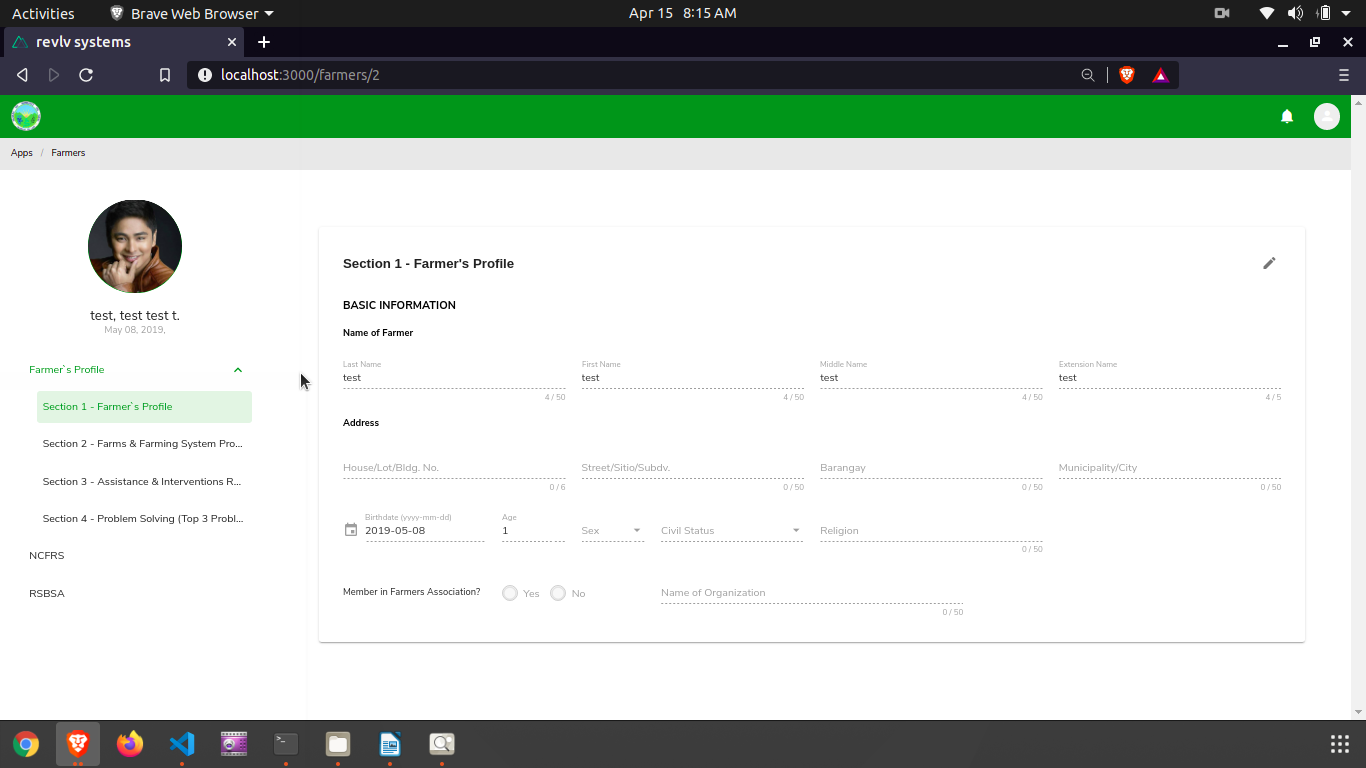 Activities Brave Web Browser Apr 15 8:15 AM
revlv systems
localhost:3000/farmers/2
Apps / Farmers
test, test test t.
May 08, 2019,
Farmer`s Profile
Section 1 - Farmer`s Profile
Section 2 - Farms & Farming System Pro...
Section 3 - Assistance & Interventions R...
Section 4 - Problem Solving (Top 3 Probl...
NCFRS
RSBSA
Section 1 - Farmer's Profile
BASIC INFORMATION
Name of Farmer
Last Name First Name Middle Name Extension Name
test test test test
4 / 50 4 / 50 4 / 50 4 / 5
Address
House/Lot/Bldg. No. Street/Sitio/Subdv. Barangay Municipality/City
0 / 6 0 / 50 0 / 50 0 / 50
Birthdate (yyyy-mm-dd) Age
2019-05-08 1 Sex Civil Status Religion
0 / 50
Member in Farmers Association? Yes No Name of Organization
0 / 50